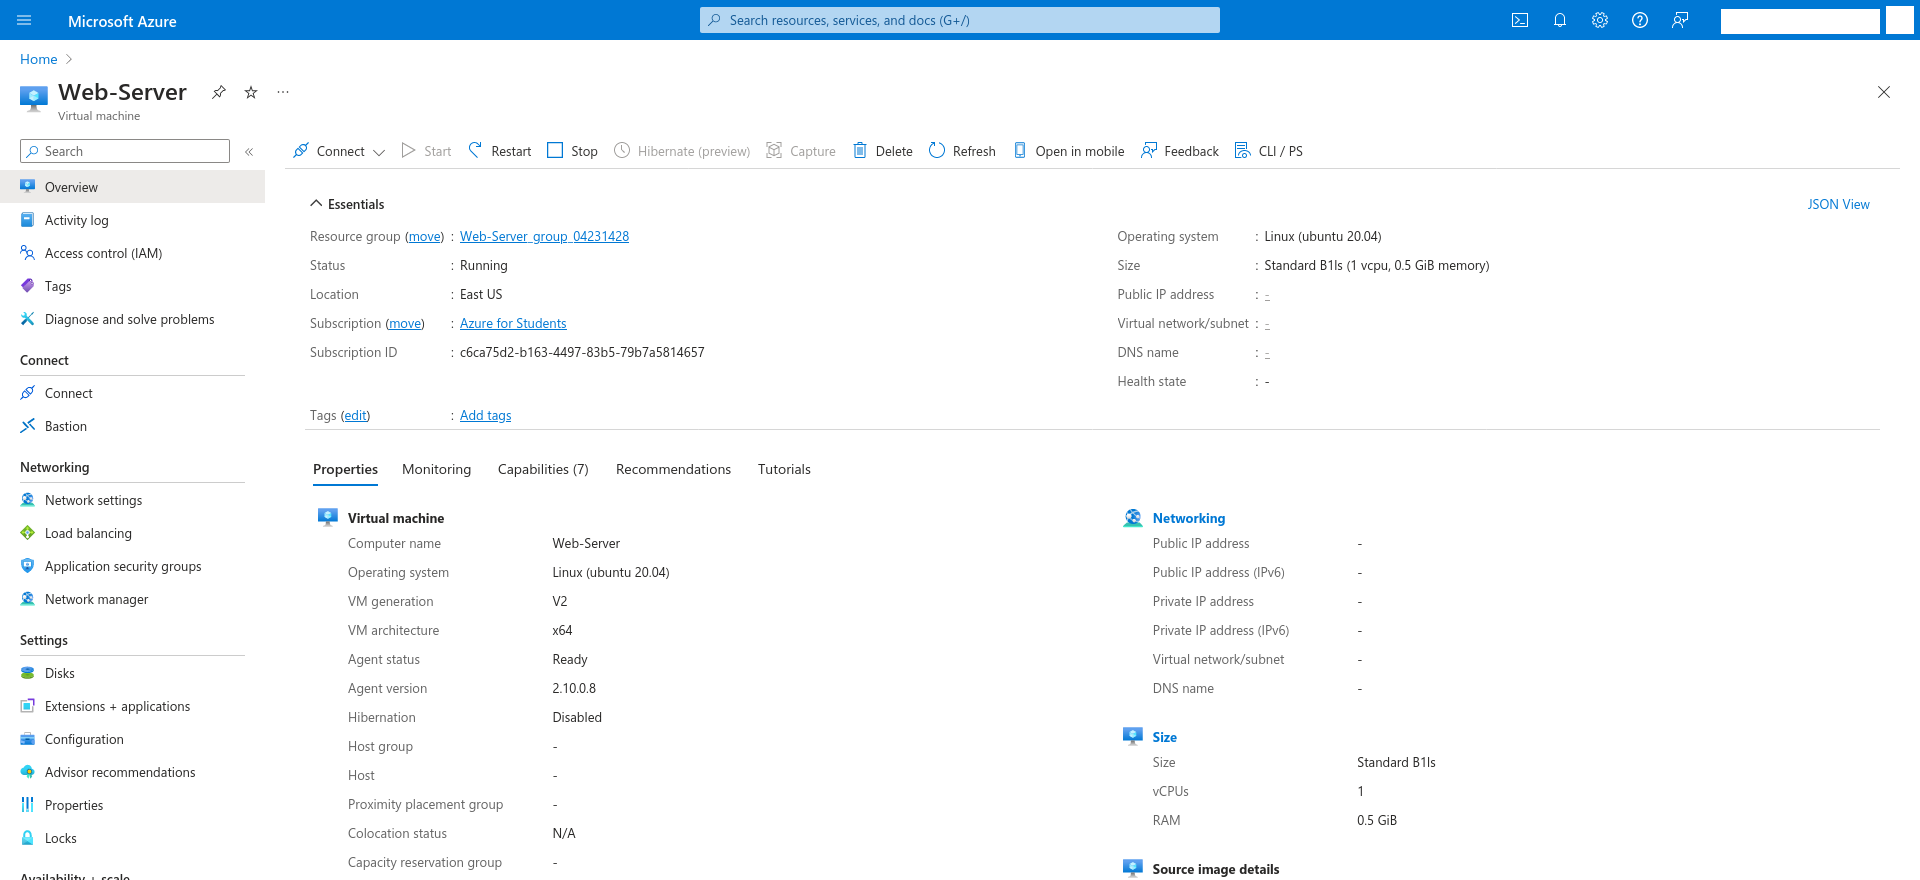 Microsoft Azure
Search resources, services, and docs (G+/)
Home
Web-Server
Virtual machine
Search
Overview
Activity log
Access control (IAM)
Tags
Diagnose and solve problems
Connect
Connect
Bastion
Networking
Network settings
Load balancing
Application security groups
Network manager
Settings
Disks
Extensions + applications
Configuration
Advisor recommendations
Properties
Locks
Availability + scale
Connect Start Restart Stop Hibernate (preview) Capture Delete Refresh Open in mobile Feedback CLI / PS
Essentials
JSON View
Resource group (move) : Web-Server_group_04231428
Status : Running
Location : East US
Subscription (move) : Azure for Students
Subscription ID : c6ca75d2-b163-4497-83b5-79b7a5814657
Operating system : Linux (ubuntu 20.04)
Size : Standard B1ls (1 vcpu, 0.5 GiB memory)
Public IP address : -
Virtual network/subnet : -
DNS name : -
Health state : -
Tags (edit) : Add tags
Properties Monitoring Capabilities (7) Recommendations Tutorials
Virtual machine
Computer name Web-Server
Operating system Linux (ubuntu 20.04)
VM generation V2
VM architecture x64
Agent status Ready
Agent version 2.10.0.8
Hibernation Disabled
Host group -
Host -
Proximity placement group -
Colocation status N/A
Capacity reservation group -
Networking
Public IP address -
Public IP address (IPv6) -
Private IP address -
Private IP address (IPv6) -
Virtual network/subnet -
DNS name -
Size
Size Standard B1ls
vCPUs 1
RAM 0.5 GiB
Source image details